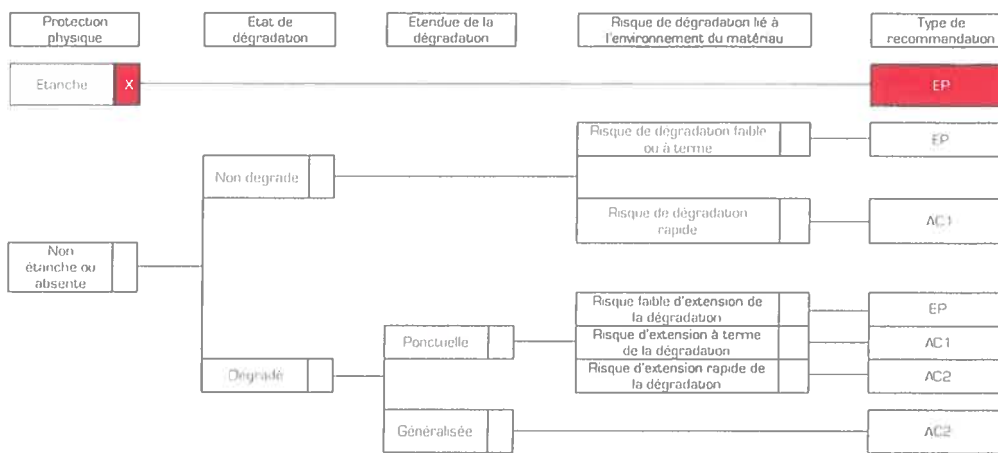 Protection
physique
Etat de
dégradation
Etendue de la
dégradation
Risque de dégradation lié à
l'environnement du matériau
Type de
recommandation
Etanche X EP
Risque de dégradation faible
ou à terme
EP
Non degradé
Risque de dégradation
rapide
AC1
Non
étanche ou
absente
Risque faible d'extension de
la dégradation
EP
Ponctuelle
Risque d'extension à terme
de la dégradation
AC1
Dégradé
Risque d'extension rapide de
la dégradation
AC2
Généralisée AC2